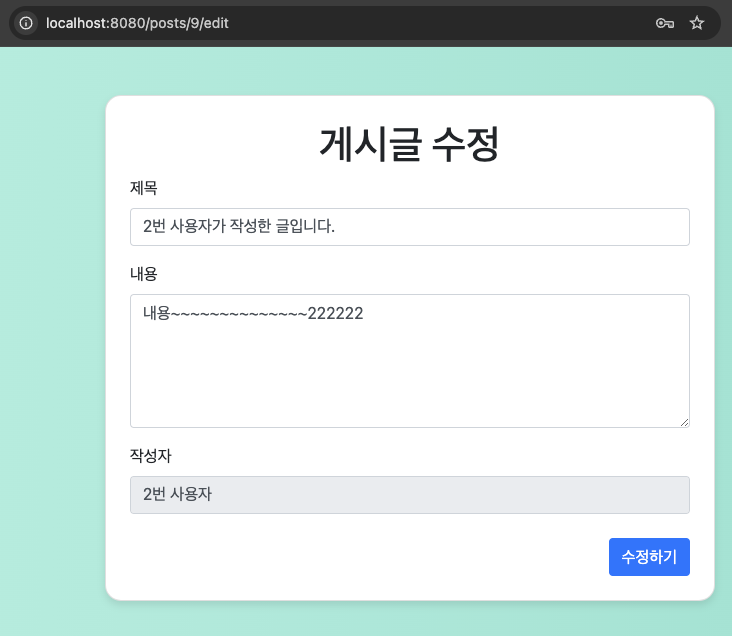 localhost:8080/posts/9/edit
게시글 수정
제목
2번 사용자가 작성한 글입니다.
내용
내용~~~~~~~~~~~~~~222222
작성자
2번 사용자
수정하기